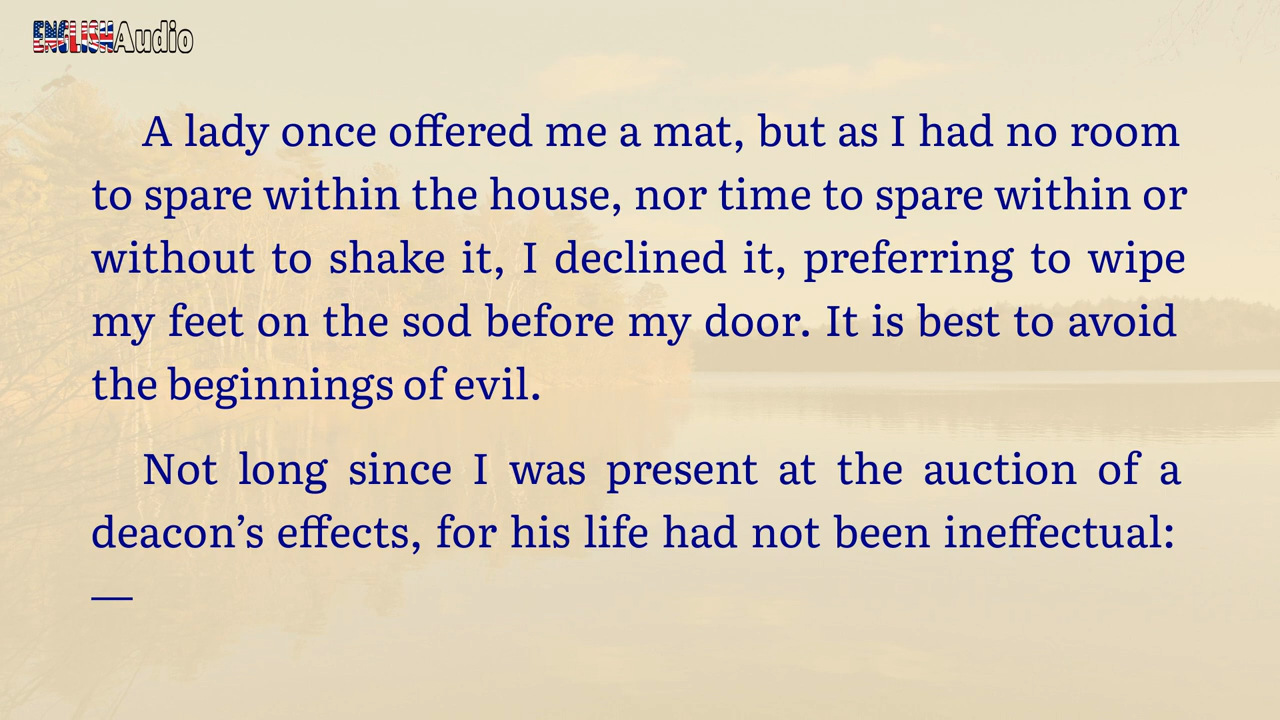 ENGLISHAudio
A lady once offered me a mat, but as I had no room
to spare within the house, nor time to spare within or
without to shake it, I declined it, preferring to wipe
my feet on the sod before my door. It is best to avoid
the beginnings of evil.
Not long since I was present at the auction of a
deacon’s effects, for his life had not been ineffectual:
—